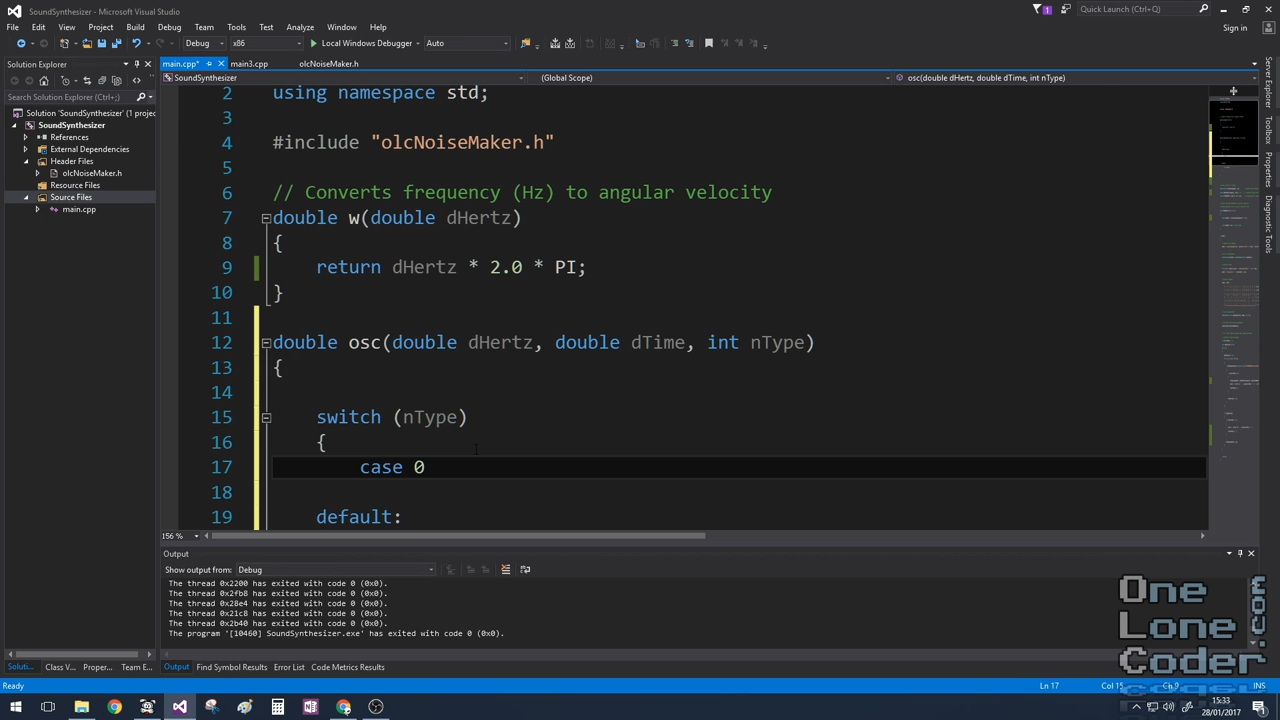 SoundSynthesizer - Microsoft Visual Studio
1
Quick Launch (Ctrl+Q)
File Edit View Project Build Debug Team Tools Test Analyze Window Help
Sign in
Debug x86 Local Windows Debugger Auto
Solution Explorer
main.cpp* main3.cpp olcNoiseMaker.h
SoundSynthesizer (Global Scope) osc(double dHertz, double dTime, int nType)
Search Solution Explorer (Ctrl+;)
Solution 'SoundSynthesizer' (1 projec
SoundSynthesizer
References
External Dependencies
Header Files
olcNoiseMaker.h
Resource Files
Source Files
main.cpp
2 using namespace std;
3
4 #include "olcNoiseMaker.h"
5
6 // Converts frequency (Hz) to angular velocity
7 double w(double dHertz)
8 {
9 return dHertz * 2.0 * PI;
10 }
11
12 double osc(double dHertz, double dTime, int nType)
13 {
14
15 switch (nType)
16 {
17 case 0
18
19 default:
156 %
Server Explorer
Properties
Diagnostic Tools
Output
Show output from: Debug
The thread 0x2200 has exited with code 0 (0x0).
The thread 0x2fb8 has exited with code 0 (0x0).
The thread 0x28e4 has exited with code 0 (0x0).
The thread 0x21c8 has exited with code 0 (0x0).
The thread 0x2b40 has exited with code 0 (0x0).
The program '[10460] SoundSynthesizer.exe' has exited with code 0 (0x0).
One
Lone
Coder
.com
Soluti... Class V... Proper... Team E...
Output Find Symbol Results Error List Code Metrics Results
Ready Ln 17 Col 15 Ch 9 INS
15:33
28/01/2017